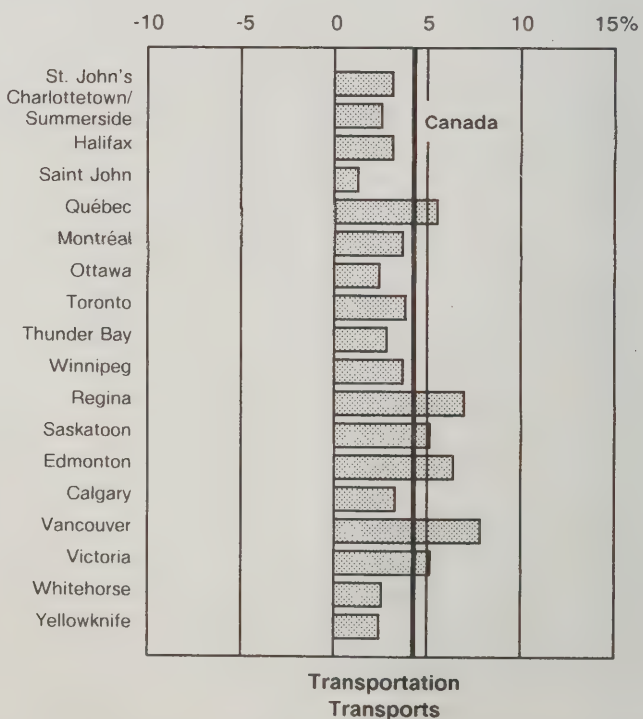 -10 -5 0 5 10 15%
St. John's
Charlottetown/
Summerside
Canada
Halifax
Saint John
Québec
Montréal
Ottawa
Toronto
Thunder Bay
Winnipeg
Regina
Saskatoon
Edmonton
Calgary
Vancouver
Victoria
Whitehorse
Yellowknife
Transportation
Transports